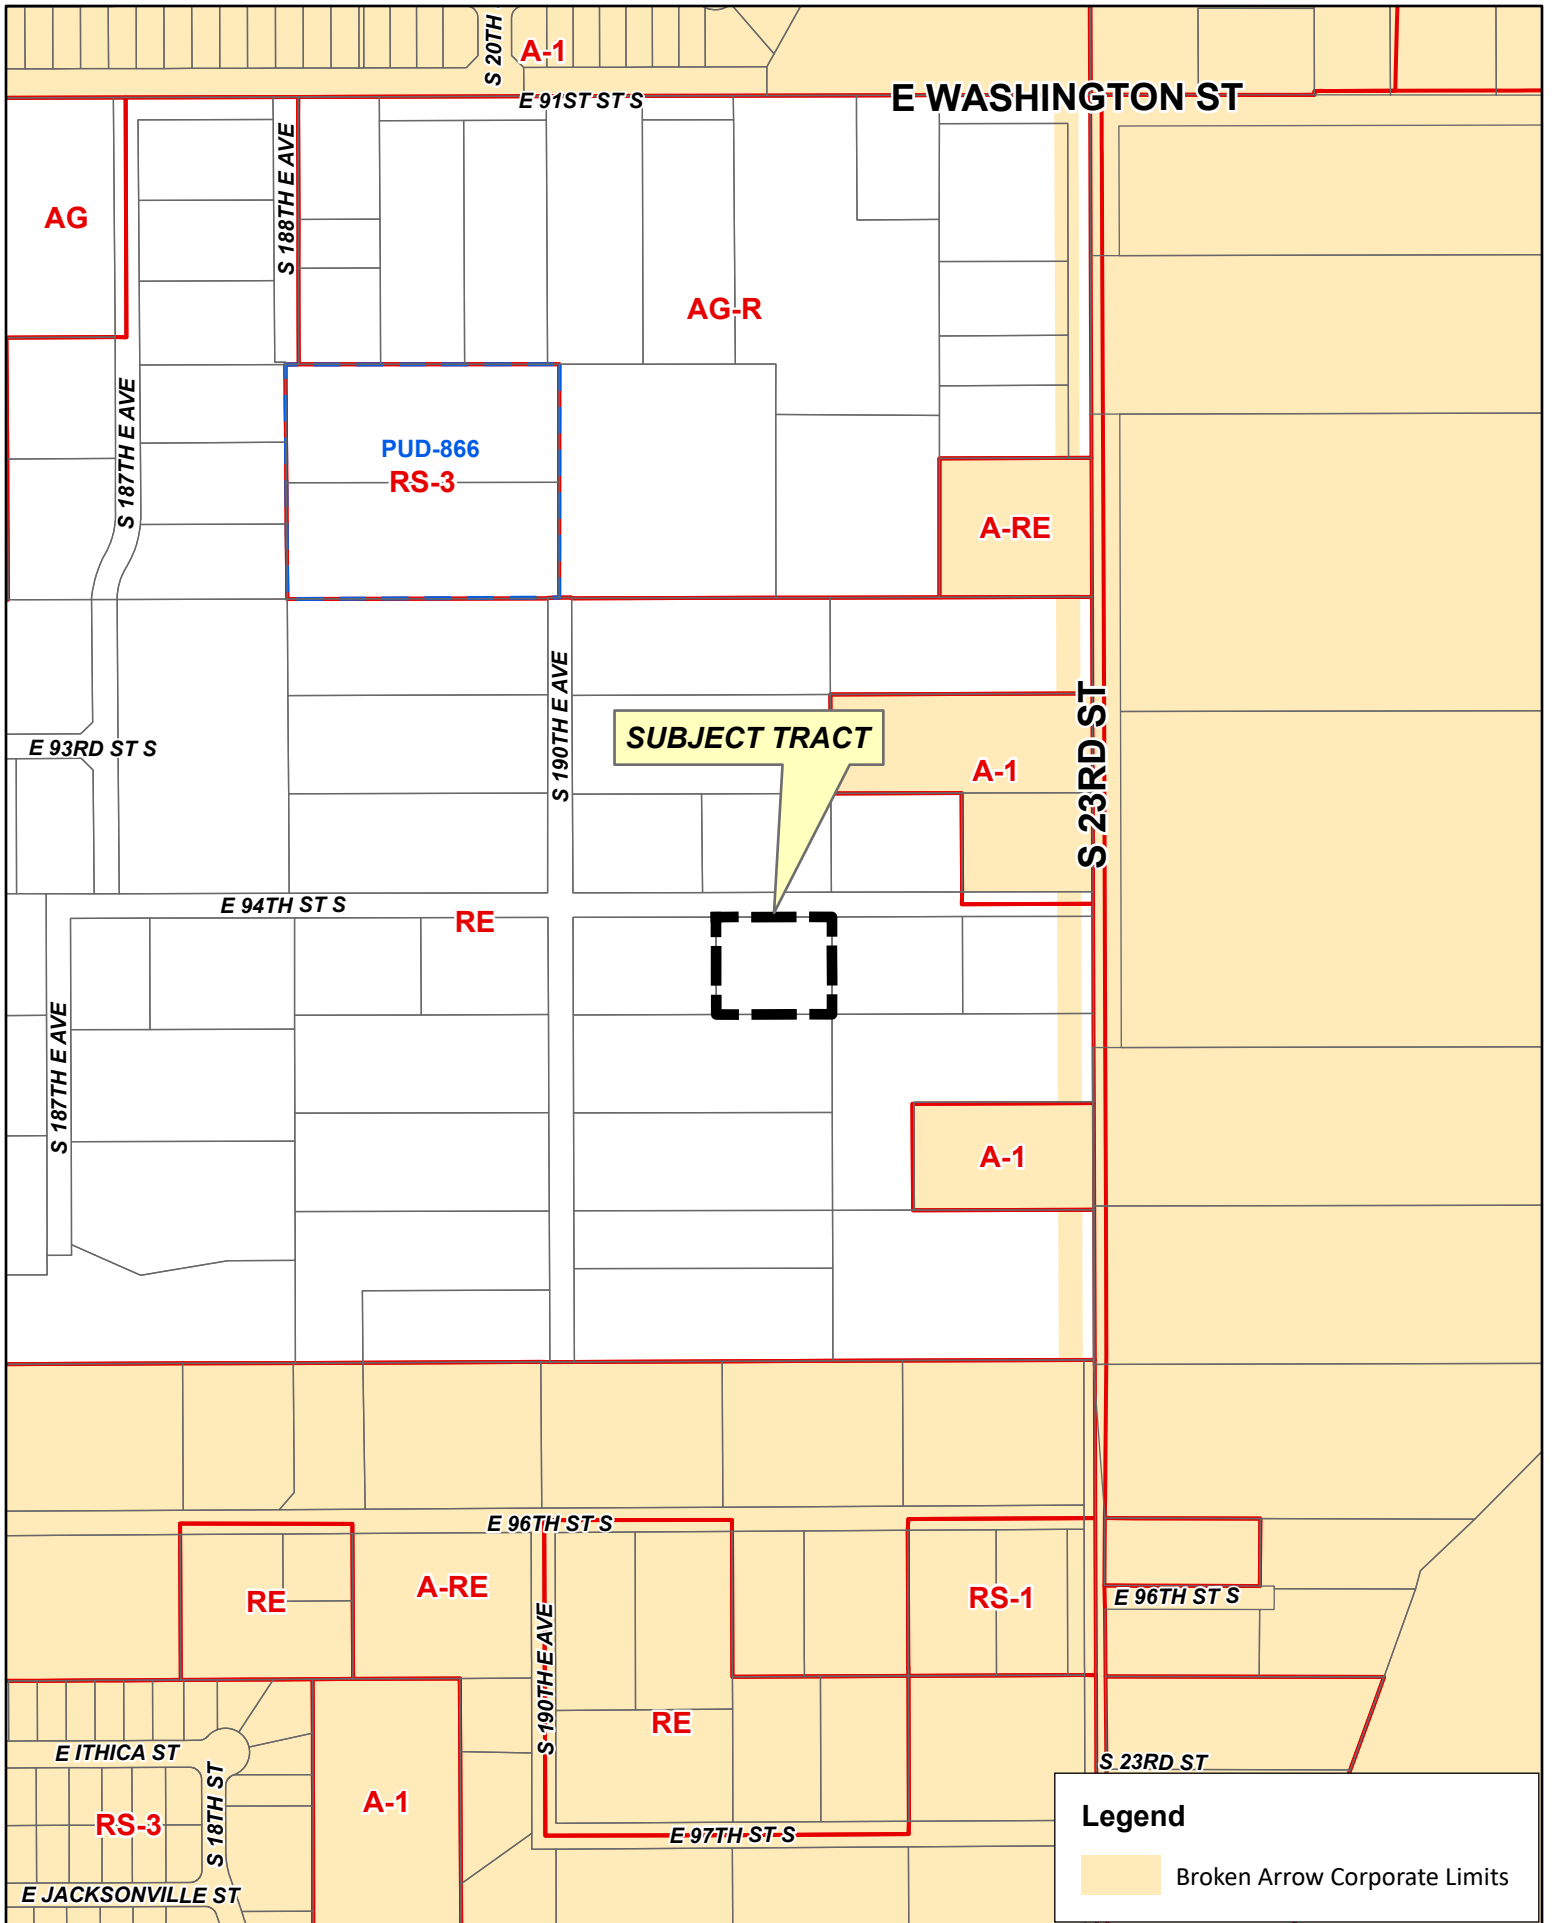 S 20TH
A-1
E 91ST ST S
E WASHINGTON ST
S 188TH E AVE
AG
AG-R
S 187TH E AVE
PUD-866
RS-3
A-RE
S 190TH E AVE
SUBJECT TRACT
E 93RD ST S
A-1
S 23RD ST
E 94TH ST S
RE
S 187TH E AVE
A-1
E 96TH ST S
RE
A-RE
RS-1
E 96TH ST S
S 190TH E AVE
RE
E ITHICA ST
S 23RD ST
A-1
RS-3
S 18TH ST
E 97TH ST S
E JACKSONVILLE ST
Legend
Broken Arrow Corporate Limits